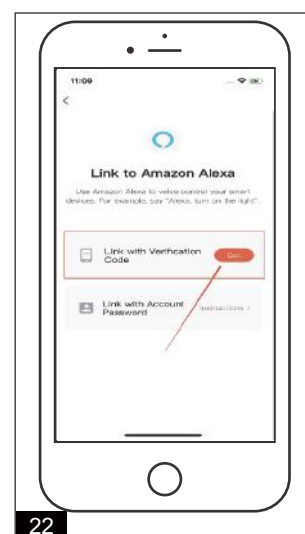 11:09
Link to Amazon Alexa
Use Amazon Alexa to voice control your smart
devices. For example, say "Alexa, turn on the light".
Link with Verification
Code
Get
Link with Account
Password
Instructions >
22